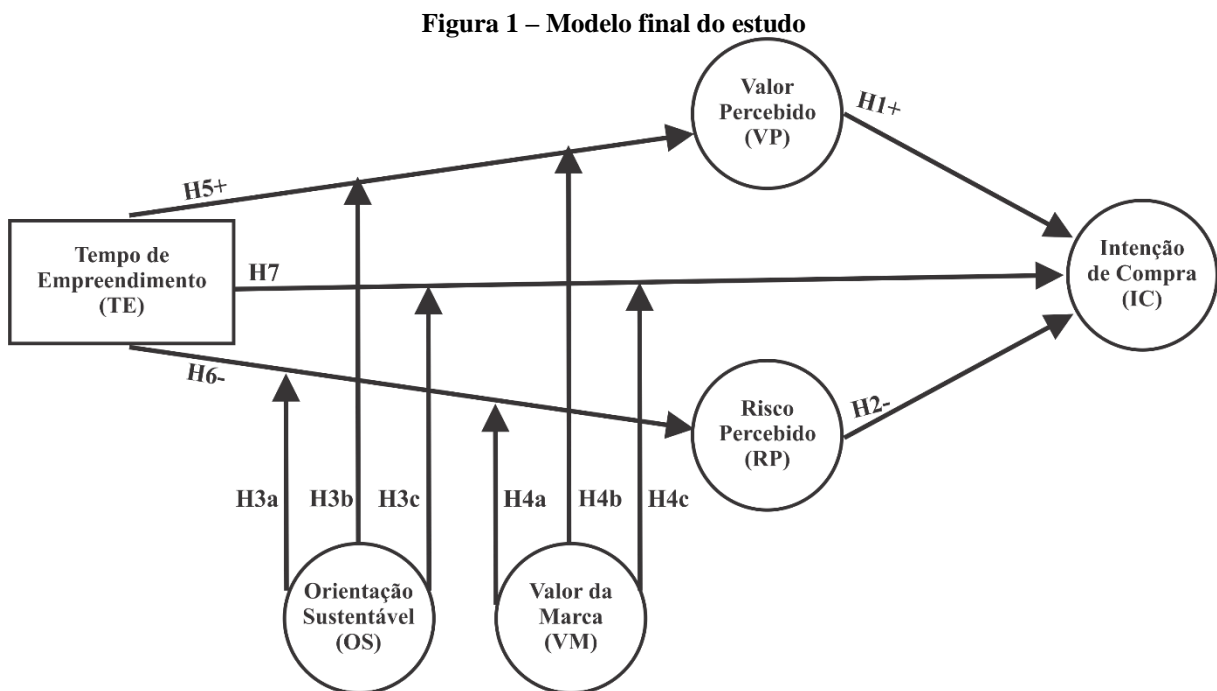 Figura 1 – Modelo final do estudo
Valor
Percebido
(VP)
H1+
H5+
Tempo de
Empreendimento
(TE)
H7
Intenção
de Compra
(IC)
H6-
Risco
Percebido
(RP)
H2-
H3a
H3b
H3c
H4a
H4b
H4c
Orientação
Sustentável
(OS)
Valor da
Marca
(VM)